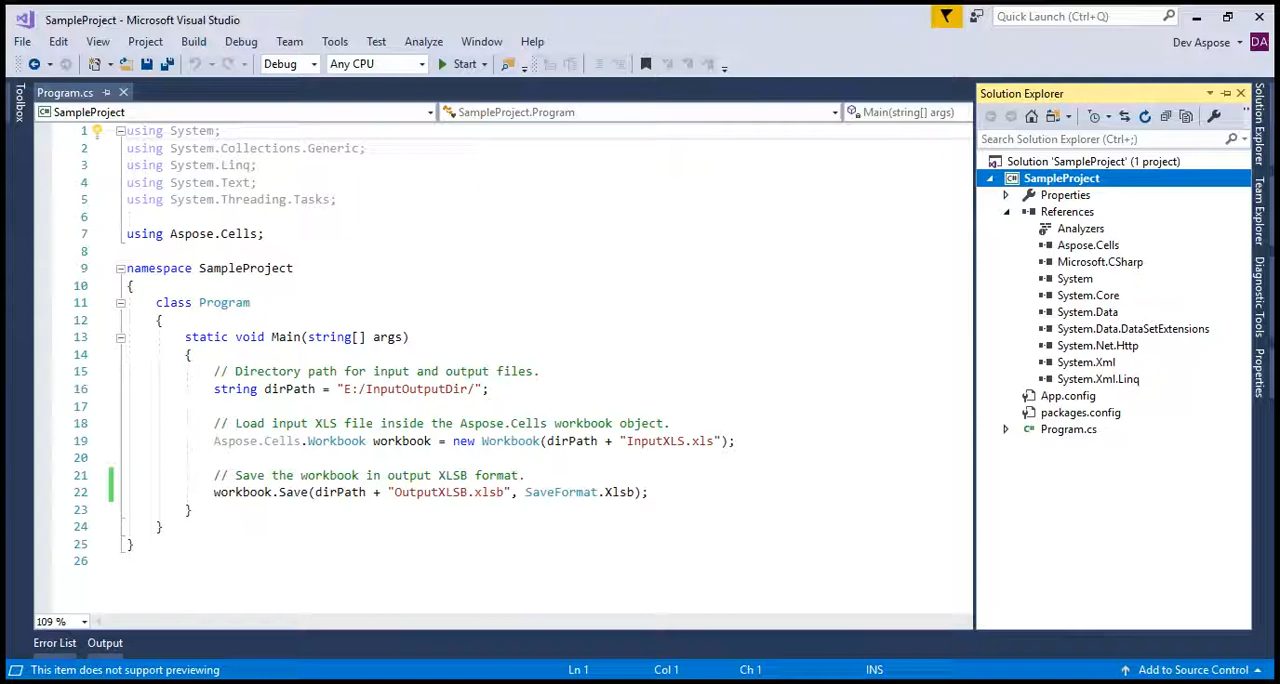 SampleProject - Microsoft Visual Studio
Quick Launch (Ctrl+Q)
File Edit View Project Build Debug Team Tools Test Analyze Window Help
Dev Aspose DA
Debug Any CPU Start
Toolbox
Program.cs
SampleProject SampleProject.Program Main(string[] args)
1 using System;
2 using System.Collections.Generic;
3 using System.Linq;
4 using System.Text;
5 using System.Threading.Tasks;
6
7 using Aspose.Cells;
8
9 namespace SampleProject
10 {
11 class Program
12 {
13 static void Main(string[] args)
14 {
15 // Directory path for input and output files.
16 string dirPath = "E:/InputOutputDir/";
17
18 // Load input XLS file inside the Aspose.Cells workbook object.
19 Aspose.Cells.Workbook workbook = new Workbook(dirPath + "InputXLS.xls");
20
21 // Save the workbook in output XLSB format.
22 workbook.Save(dirPath + "OutputXLSB.xlsb", SaveFormat.Xlsb);
23 }
24 }
25 }
26
109 %
Error List Output
Solution Explorer
Search Solution Explorer (Ctrl+;)
Solution 'SampleProject' (1 project)
C# SampleProject
Properties
References
Analyzers
Aspose.Cells
Microsoft.CSharp
System
System.Core
System.Data
System.Data.DataSetExtensions
System.Net.Http
System.Xml
System.Xml.Linq
App.config
packages.config
C# Program.cs
Solution Explorer
Team Explorer
Diagnostic Tools
Properties
This item does not support previewing Ln 1 Col 1 Ch 1 INS Add to Source Control